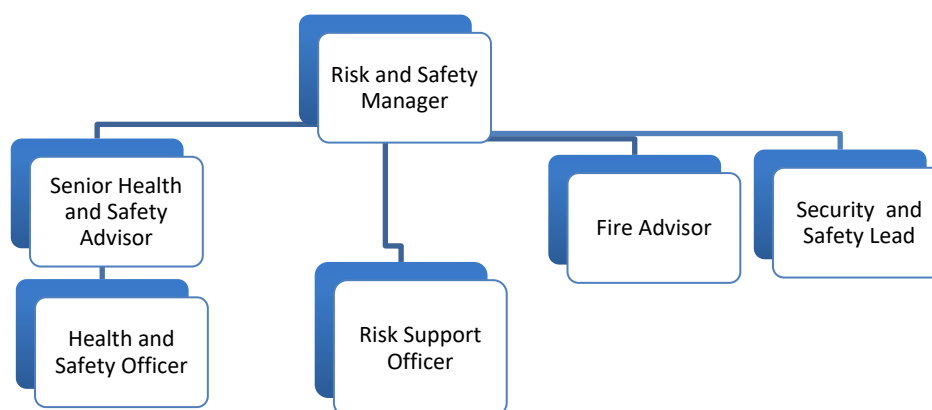 Risk and Safety
Manager
Senior Health
and Safety
Advisor
Fire Advisor
Security and
Safety Lead
Health and
Safety Officer
Risk Support
Officer